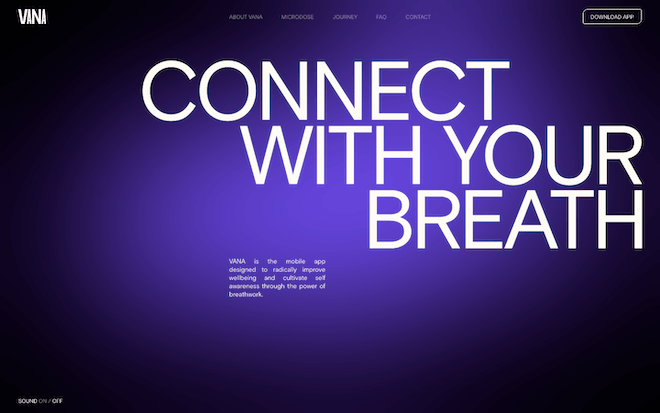 VANA
ABOUT VANA MICRODOSE JOURNEY FAQ CONTACT
DOWNLOAD APP
CONNECT
WITH YOUR
BREATH
VANA is the mobile app
designed to radically improve
wellbeing and cultivate self
awareness through the power of
breathwork.
SOUND ON / OFF